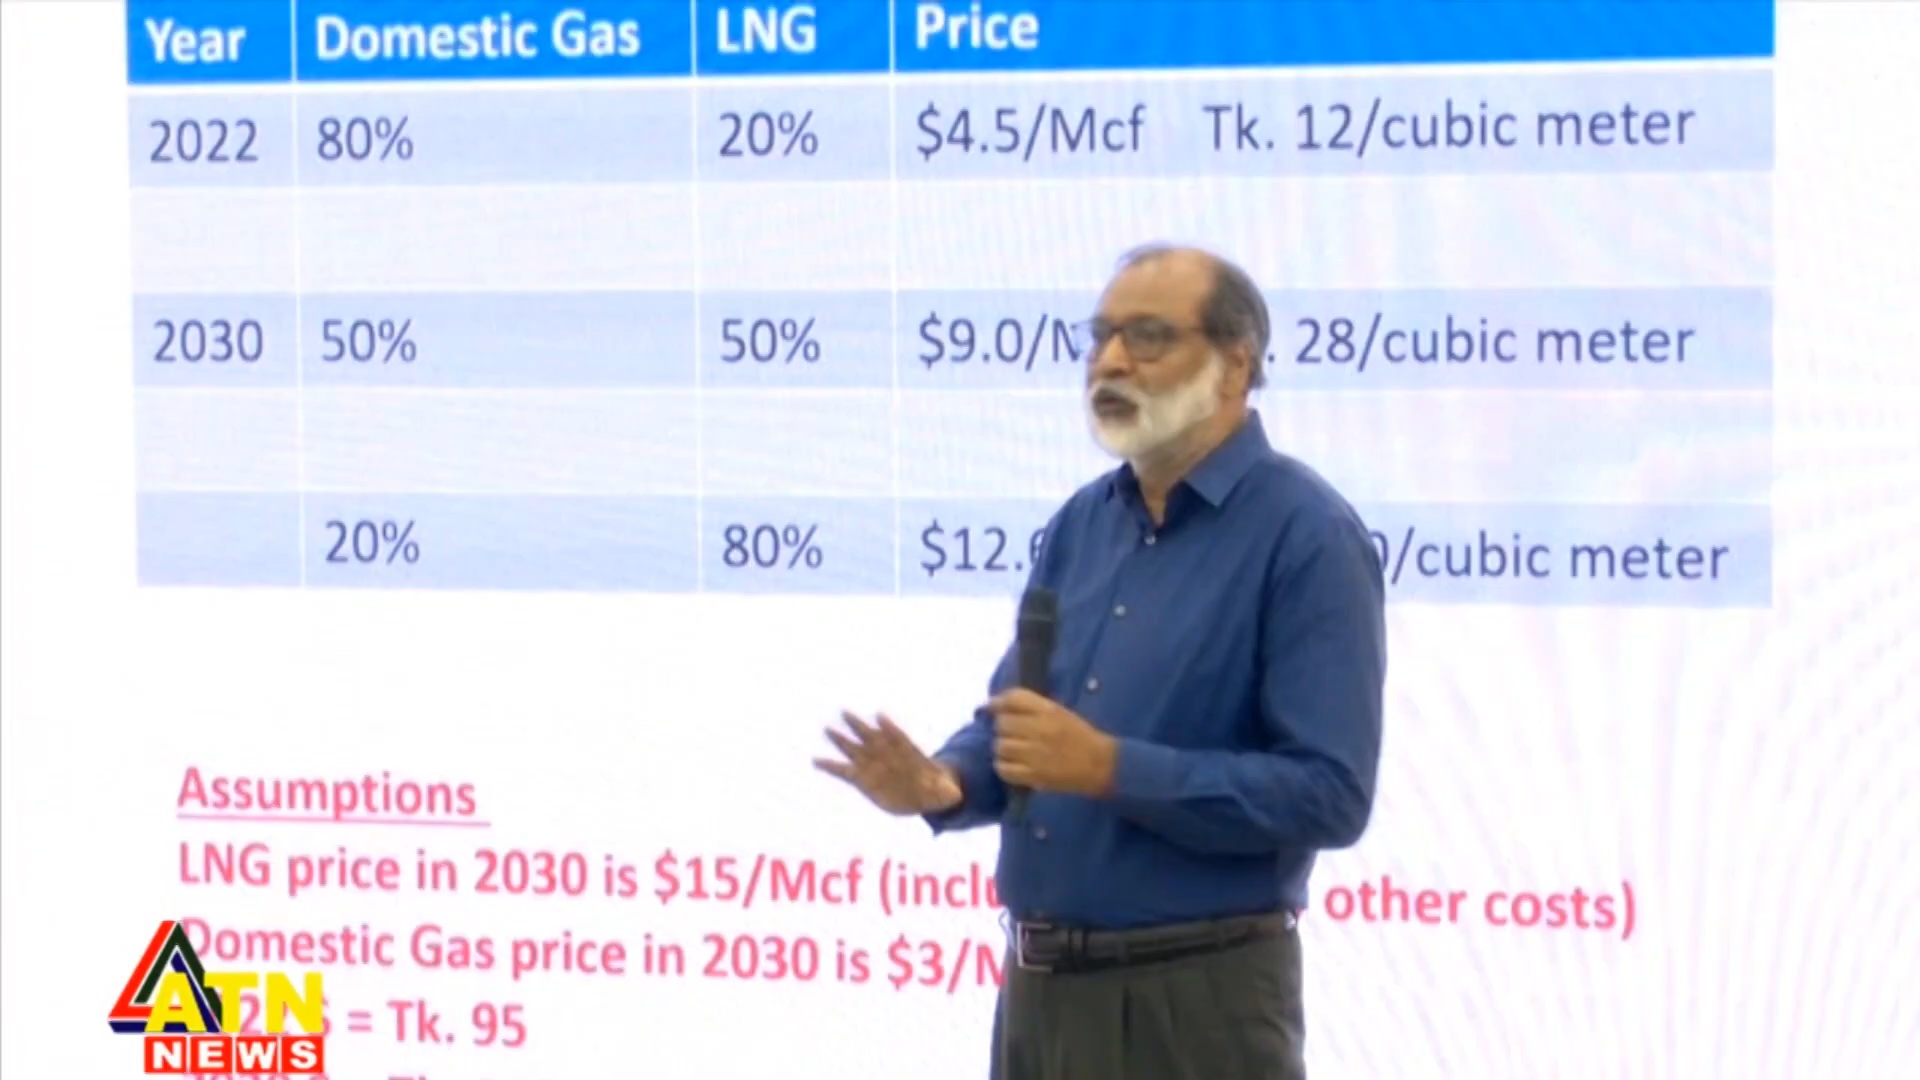 Year Domestic Gas LNG Price
2022 80% 20% $4.5/Mcf Tk. 12/cubic meter
2030 50% 50% $9.0/M . 28/cubic meter
20% 80% $12. /cubic meter
Assumptions
LNG price in 2030 is $15/Mcf (inclu other costs)
Domestic Gas price in 2030 is $3/M
$ = Tk. 95
ATN
NEWS